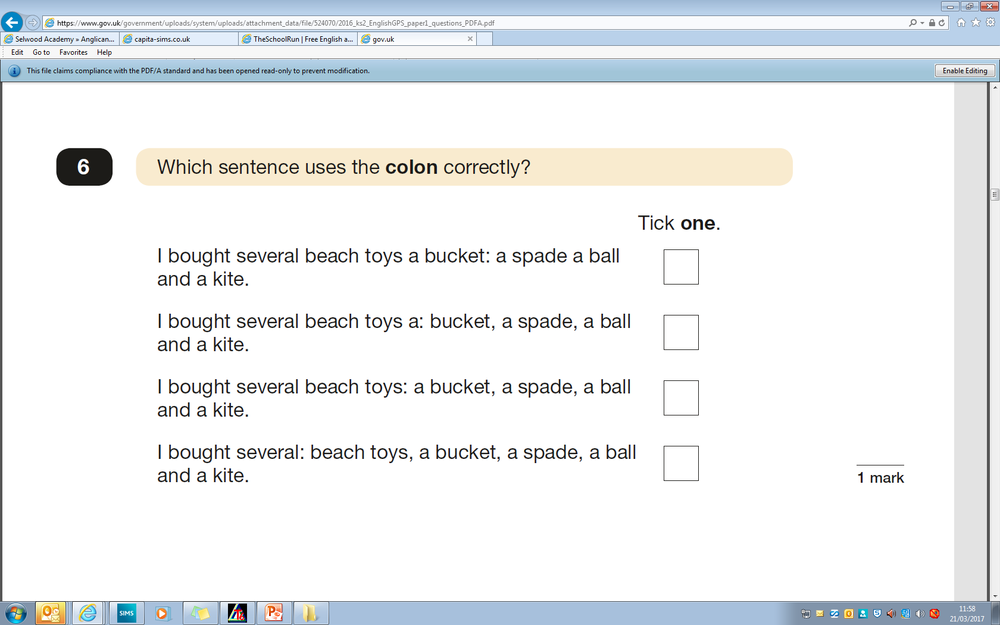 https://www.gov.uk/government/uploads/system/uploads/attachment_data/file/524070/2016_ks2_EnglishGPS_paper1_questions_PDFA.pdf
Selwood Academy » Anglican... capita-sims.co.uk TheSchoolRun | Free English a... gov.uk
Edit Go to Favorites Help
This file claims compliance with the PDF/A standard and has been opened read-only to prevent modification. Enable Editing
6 Which sentence uses the colon correctly?
Tick one.
I bought several beach toys a bucket: a spade a ball
and a kite.
I bought several beach toys a: bucket, a spade, a ball
and a kite.
I bought several beach toys: a bucket, a spade, a ball
and a kite.
I bought several: beach toys, a bucket, a spade, a ball
and a kite.
1 mark
SIMS
11:58
21/03/2017